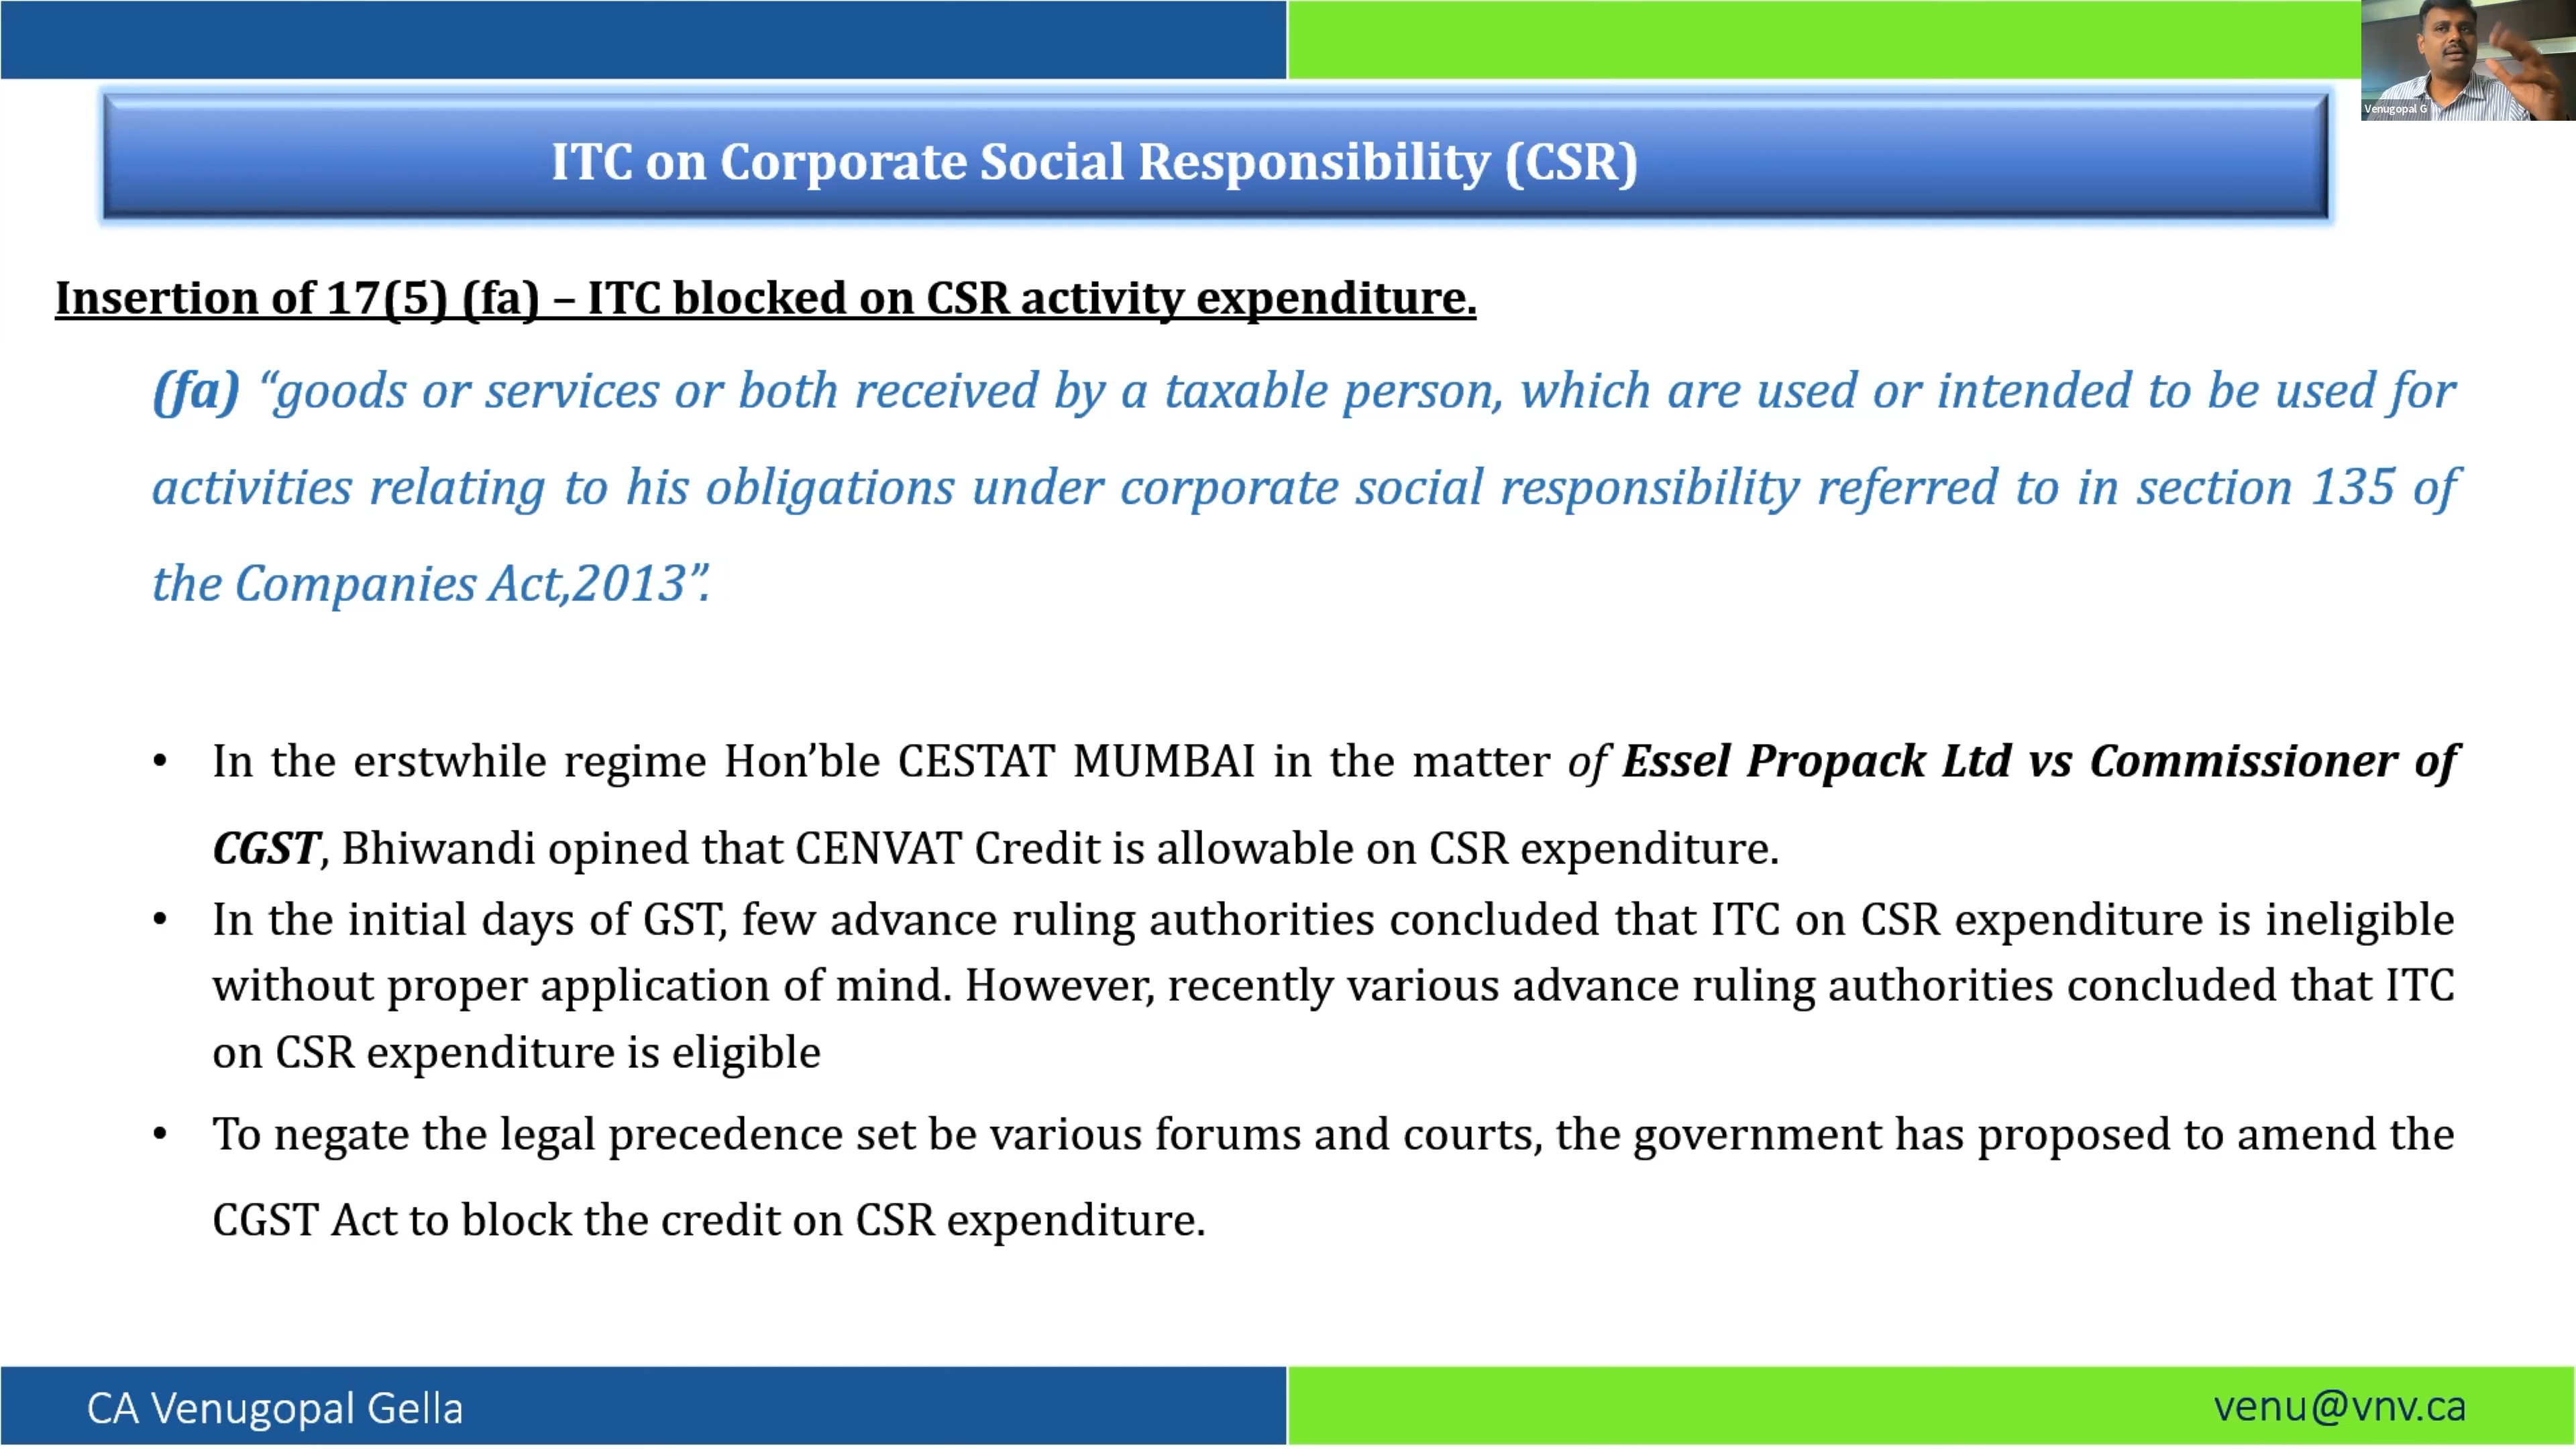 Venugopal G
ITC on Corporate Social Responsibility (CSR)
Insertion of 17(5) (fa) – ITC blocked on CSR activity expenditure.
(fa) “goods or services or both received by a taxable person, which are used or intended to be used for
activities relating to his obligations under corporate social responsibility referred to in section 135 of
the Companies Act,2013”.
• In the erstwhile regime Hon’ble CESTAT MUMBAI in the matter of Essel Propack Ltd vs Commissioner of
CGST, Bhiwandi opined that CENVAT Credit is allowable on CSR expenditure.
• In the initial days of GST, few advance ruling authorities concluded that ITC on CSR expenditure is ineligible
without proper application of mind. However, recently various advance ruling authorities concluded that ITC
on CSR expenditure is eligible
• To negate the legal precedence set be various forums and courts, the government has proposed to amend the
CGST Act to block the credit on CSR expenditure.
CA Venugopal Gella
venu@vnv.ca